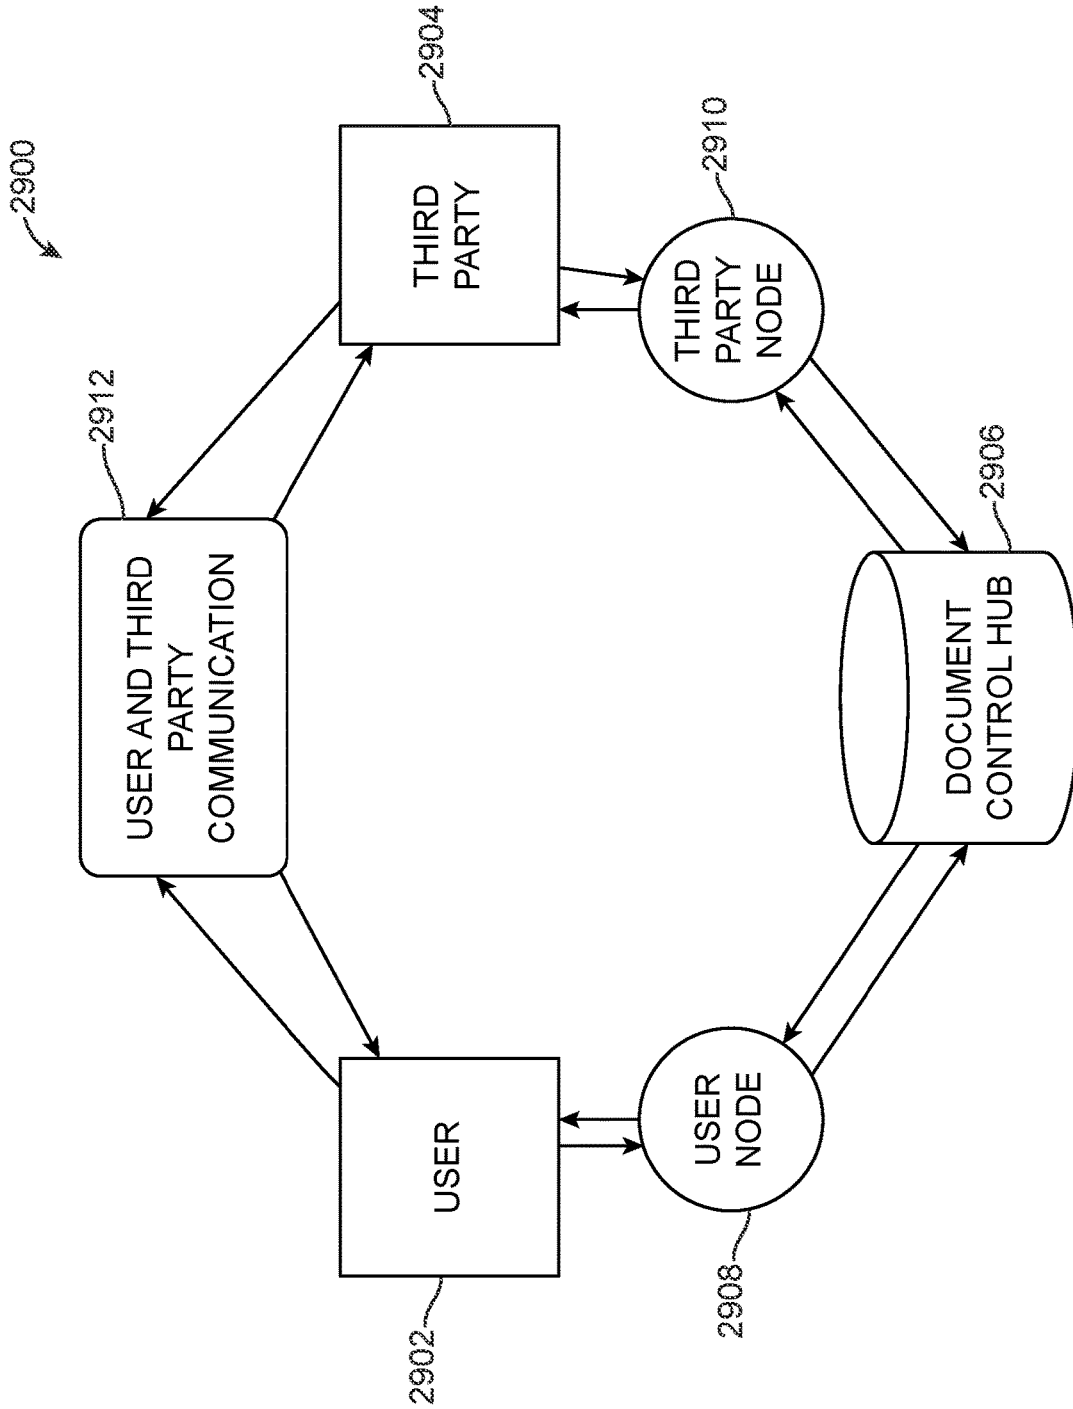 2900
2912
USER AND THIRD
PARTY
COMMUNICATION
2902
USER
THIRD
PARTY
2904
2908
USER
NODE
THIRD
PARTY
NODE
2910
DOCUMENT
CONTROL HUB
2906